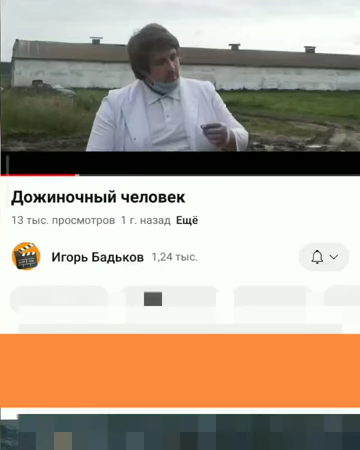 Дожиночный человек
13 тыс. просмотров 1 г. назад Ещё
Игорь Бадьков 1,24 тыс.